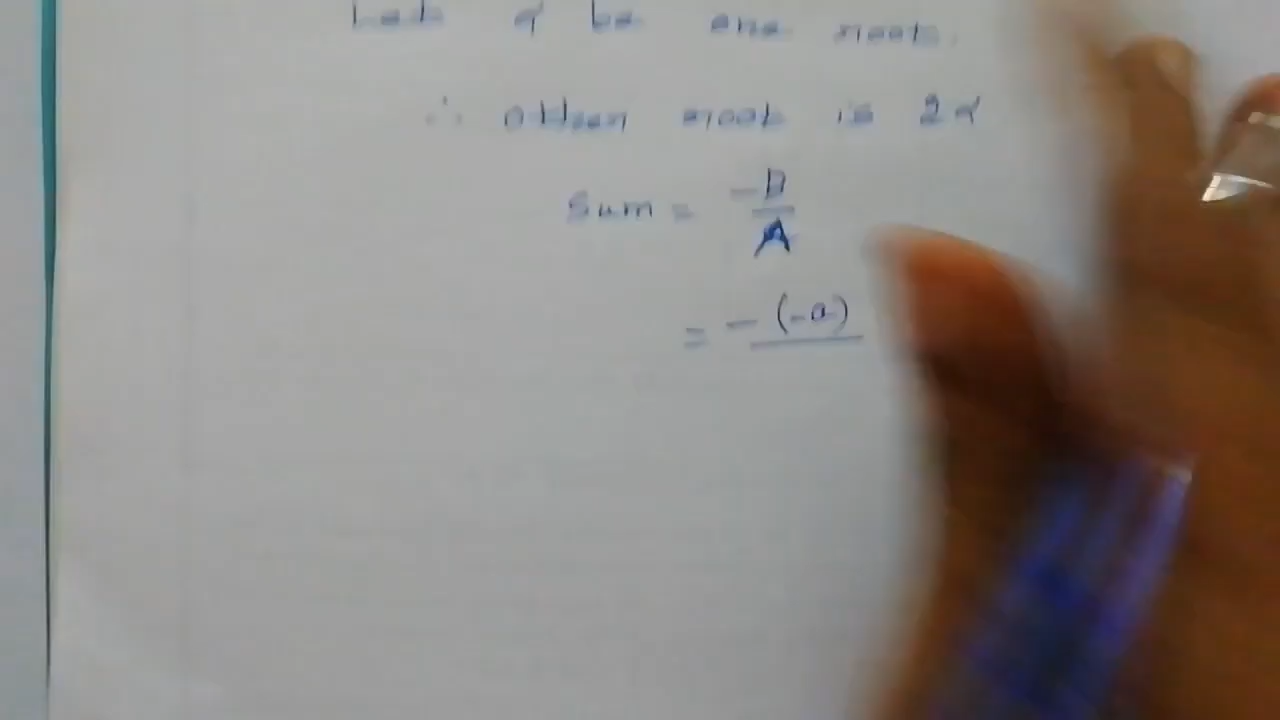 Let α be one root.
∴ other root is 2α
Sum = -B/A
= -(-a)